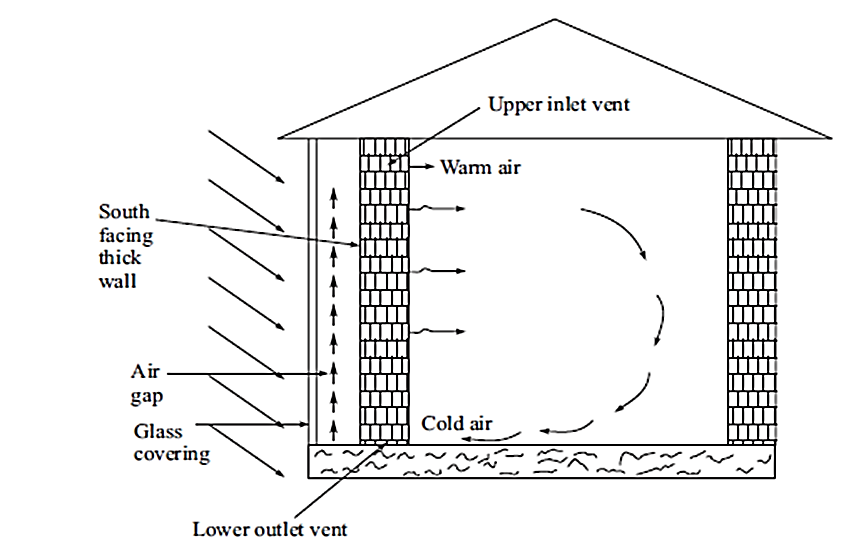 Upper inlet vent
Warm air
South
facing
thick
wall
Air
gap
Glass
covering
Cold air
Lower outlet vent